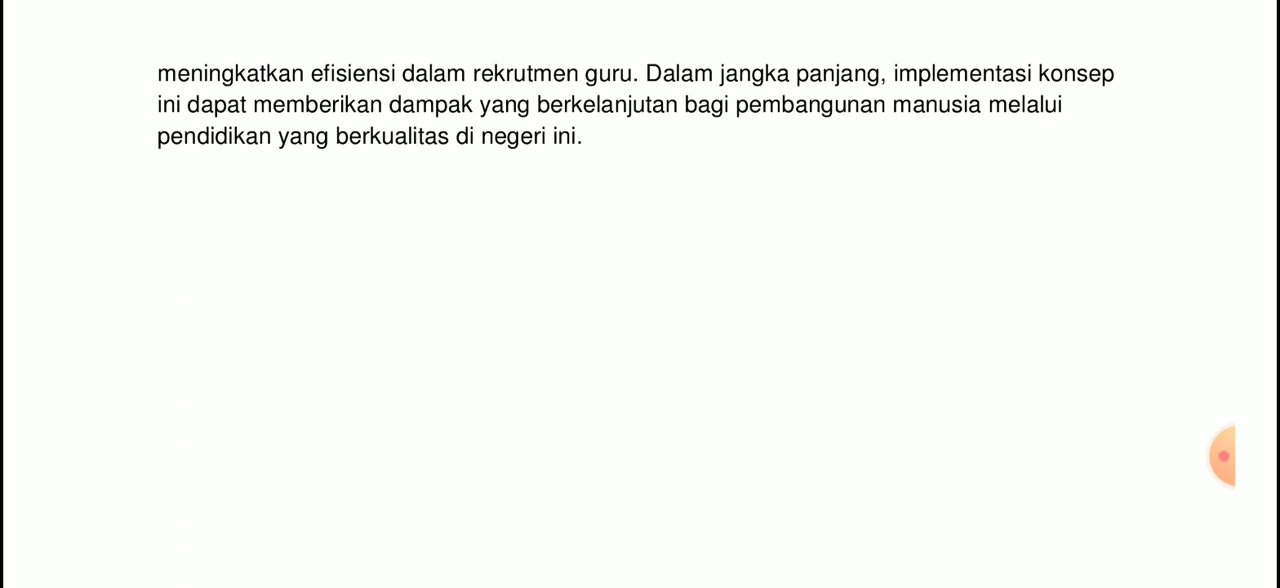 meningkatkan efisiensi dalam rekrutmen guru. Dalam jangka panjang, implementasi konsep
ini dapat memberikan dampak yang berkelanjutan bagi pembangunan manusia melalui
pendidikan yang berkualitas di negeri ini.